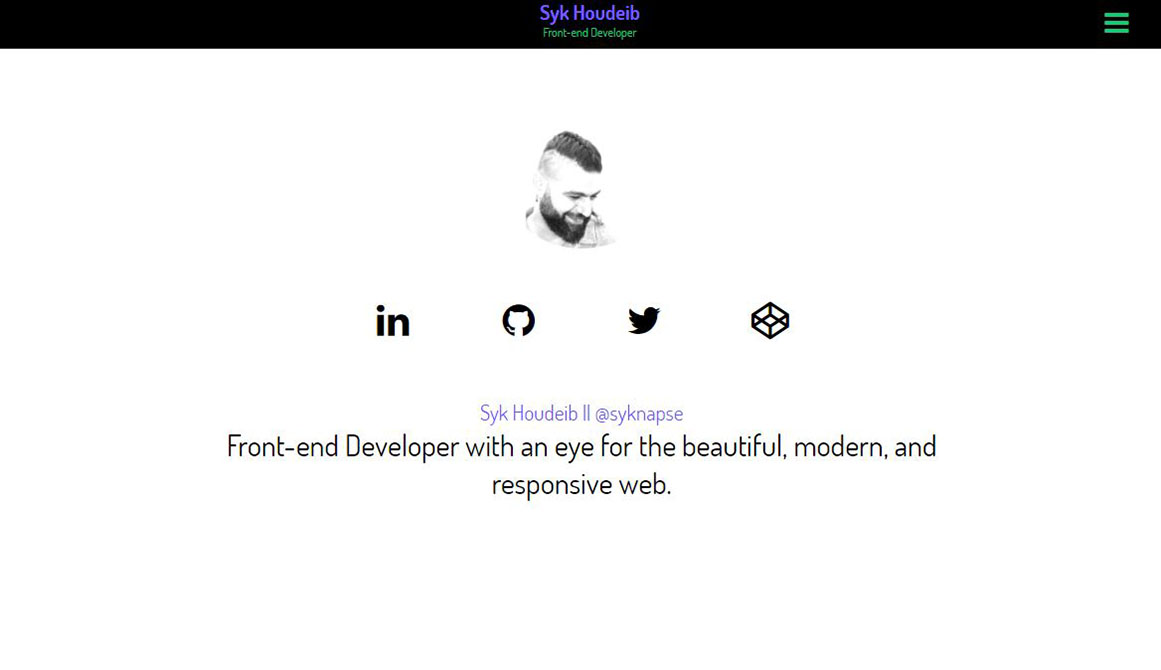 Syk Houdeib
Front-end Developer
in
Syk Houdeib || @syknapse
Front-end Developer with an eye for the beautiful, modern, and
responsive web.